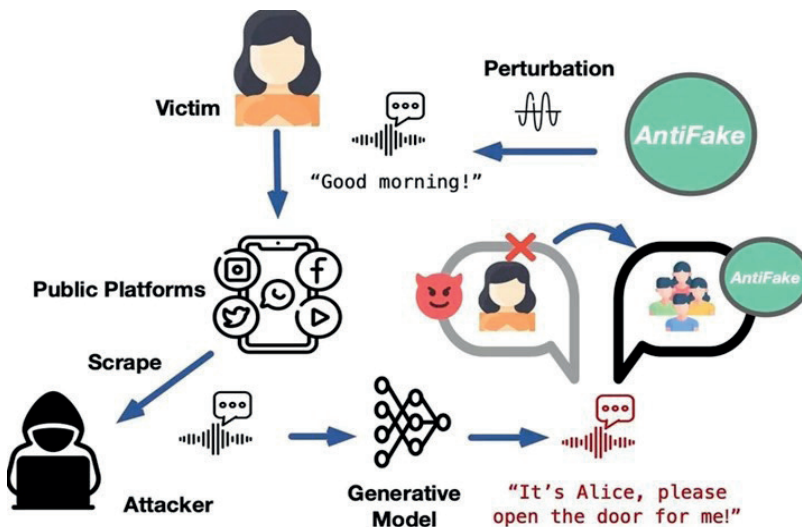 Perturbation
Victim
AntiFake
“Good morning!”
Public Platforms
AntiFake
Scrape
Attacker
Generative
Model
“It’s Alice, please
open the door for me!”